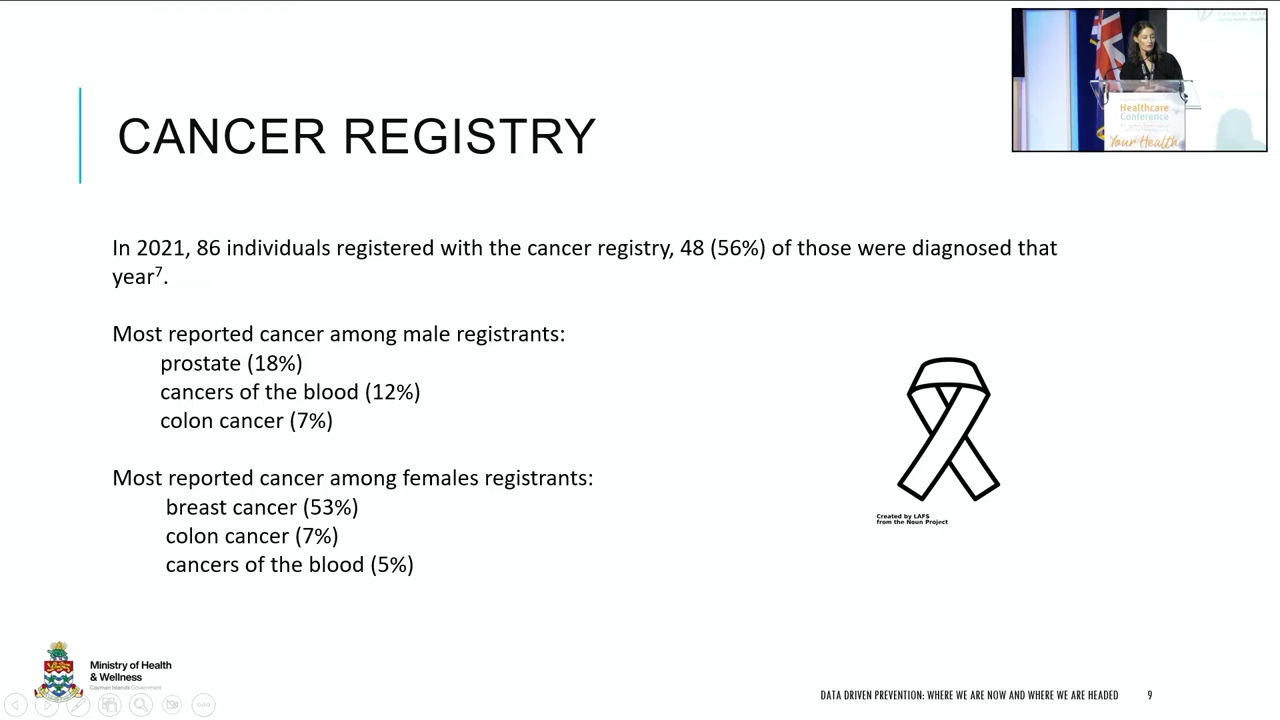 CANCER REGISTRY
In 2021, 86 individuals registered with the cancer registry, 48 (56%) of those were diagnosed that
year⁷.
Most reported cancer among male registrants:
prostate (18%)
cancers of the blood (12%)
colon cancer (7%)
Most reported cancer among females registrants:
breast cancer (53%)
colon cancer (7%)
cancers of the blood (5%)
Created by LAFS
from the Noun Project
Healthcare
Conference
Your Health
Ministry of Health
& Wellness
Cayman Islands Government
DATA DRIVEN PREVENTION: WHERE WE ARE NOW AND WHERE WE ARE HEADED
9